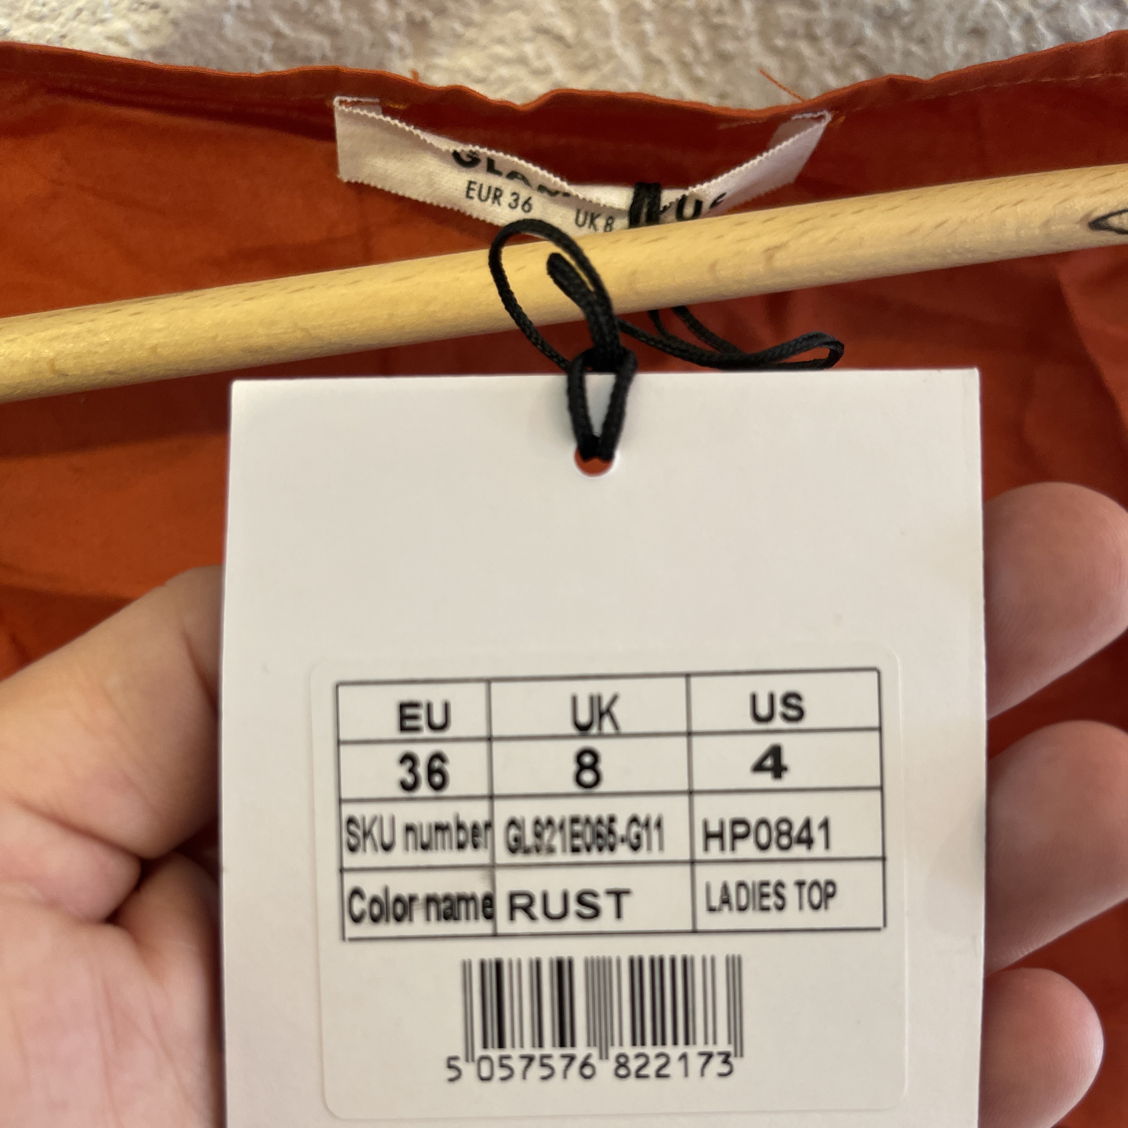 EUR 36 UK 8
EU UK US
36 8 4
SKU number GL921E065-G11 HP0841
Color name RUST LADIES TOP
5 057576 822173